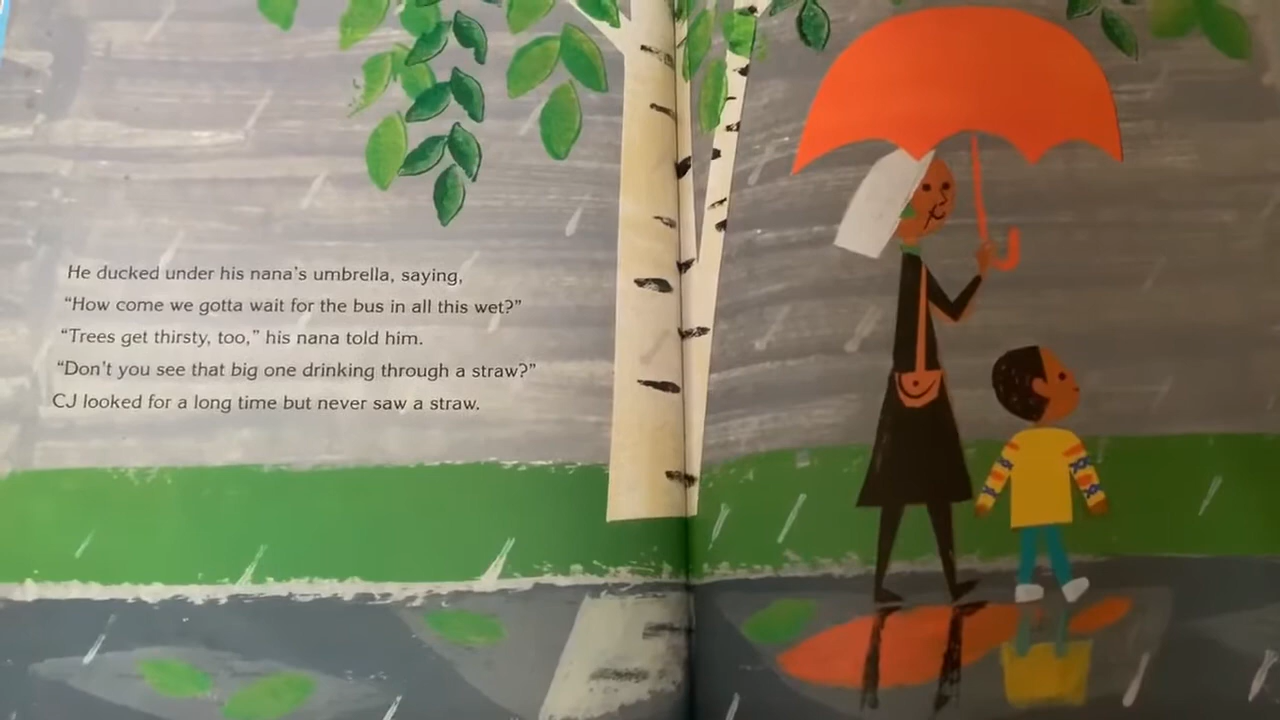 He ducked under his nana's umbrella, saying,
“How come we gotta wait for the bus in all this wet?”
“Trees get thirsty, too,” his nana told him.
“Don't you see that big one drinking through a straw?”
CJ looked for a long time but never saw a straw.